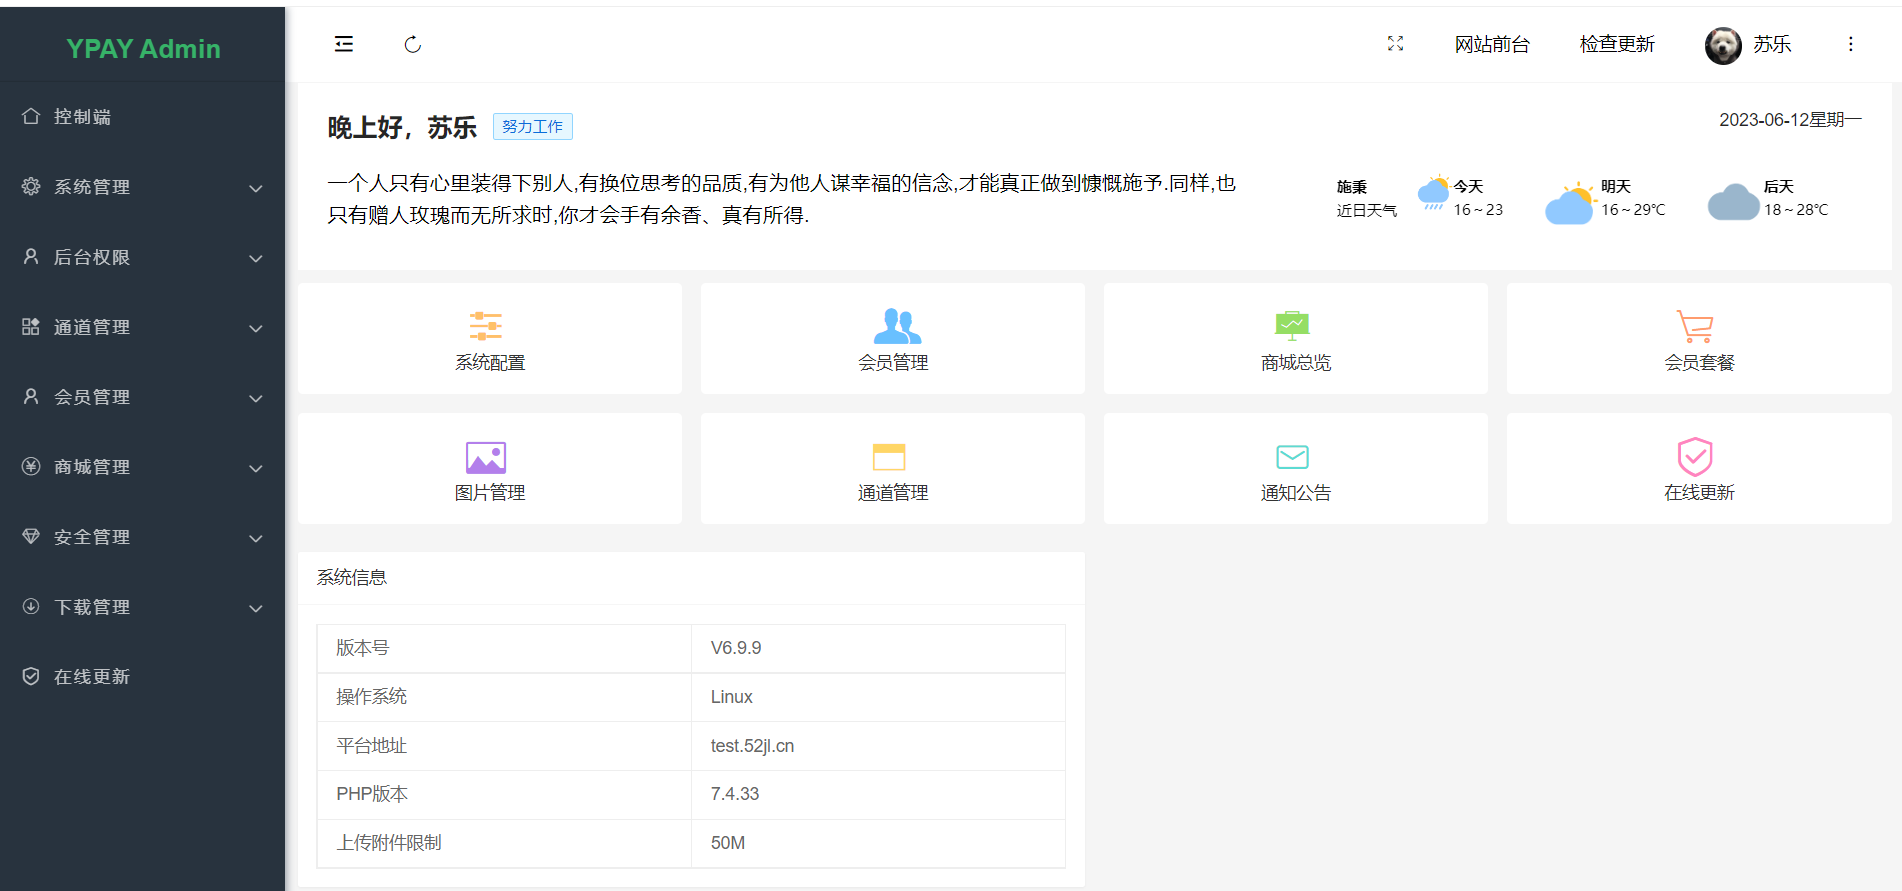 YPAY Admin
网站前台
检查更新
苏乐
控制端
系统管理
后台权限
通道管理
会员管理
商城管理
安全管理
下载管理
在线更新
晚上好，苏乐
努力工作
2023-06-12星期一
一个人只有心里装得下别人,有换位思考的品质,有为他人谋幸福的信念,才能真正做到慷慨施予.同样,也
只有赠人玫瑰而无所求时,你才会手有余香、真有所得.
施秉
近日天气
今天
16～23
明天
16～29℃
后天
18～28℃
系统配置
会员管理
商城总览
会员套餐
图片管理
通道管理
通知公告
在线更新
系统信息
版本号 V6.9.9
操作系统 Linux
平台地址 test.52jl.cn
PHP版本 7.4.33
上传附件限制 50M